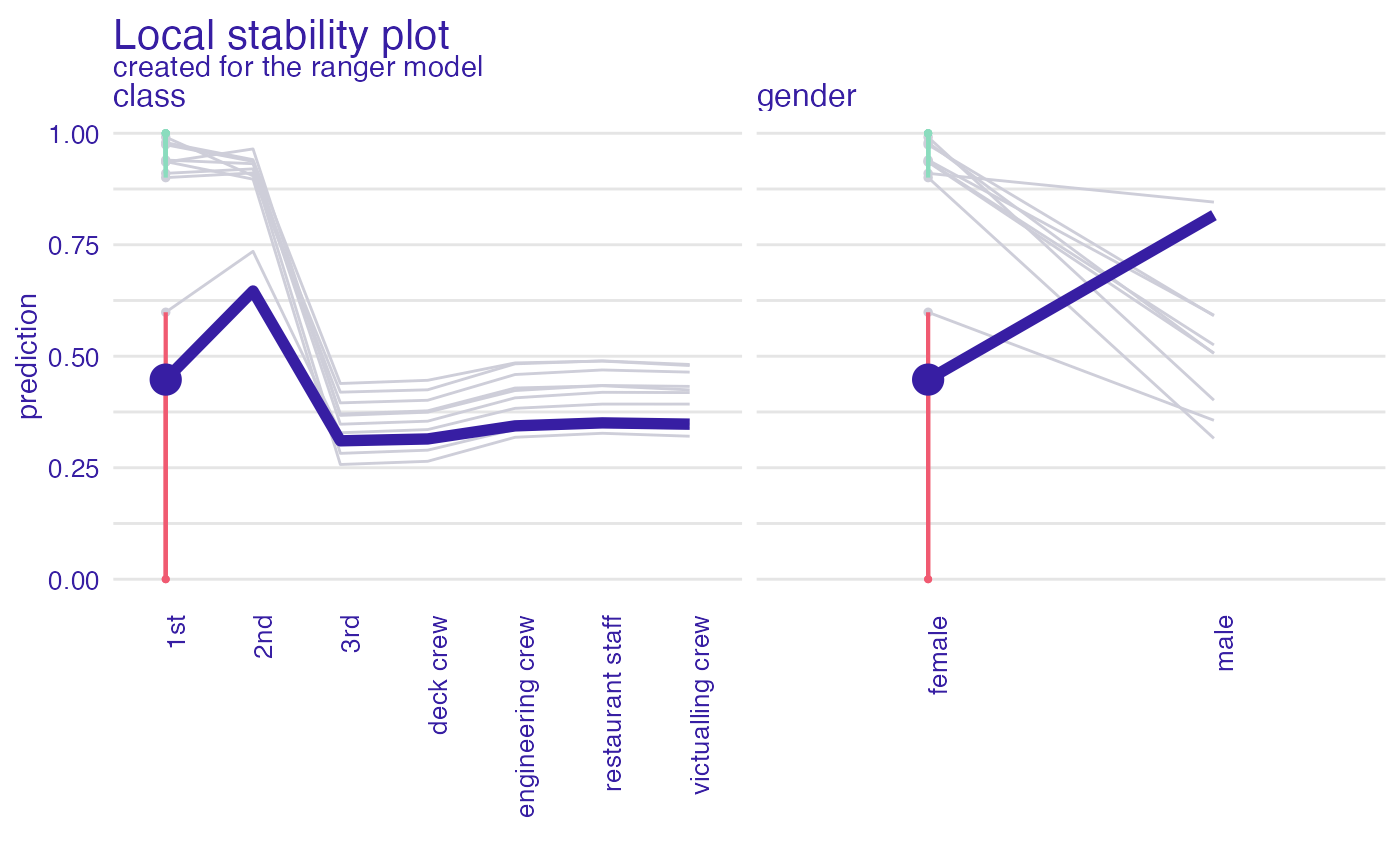 Local stability plot
created for the ranger model
class
gender
prediction
1.00
0.75
0.50
0.25
0.00
1st
2nd
3rd
deck crew
engineering crew
restaurant staff
victualling crew
female
male